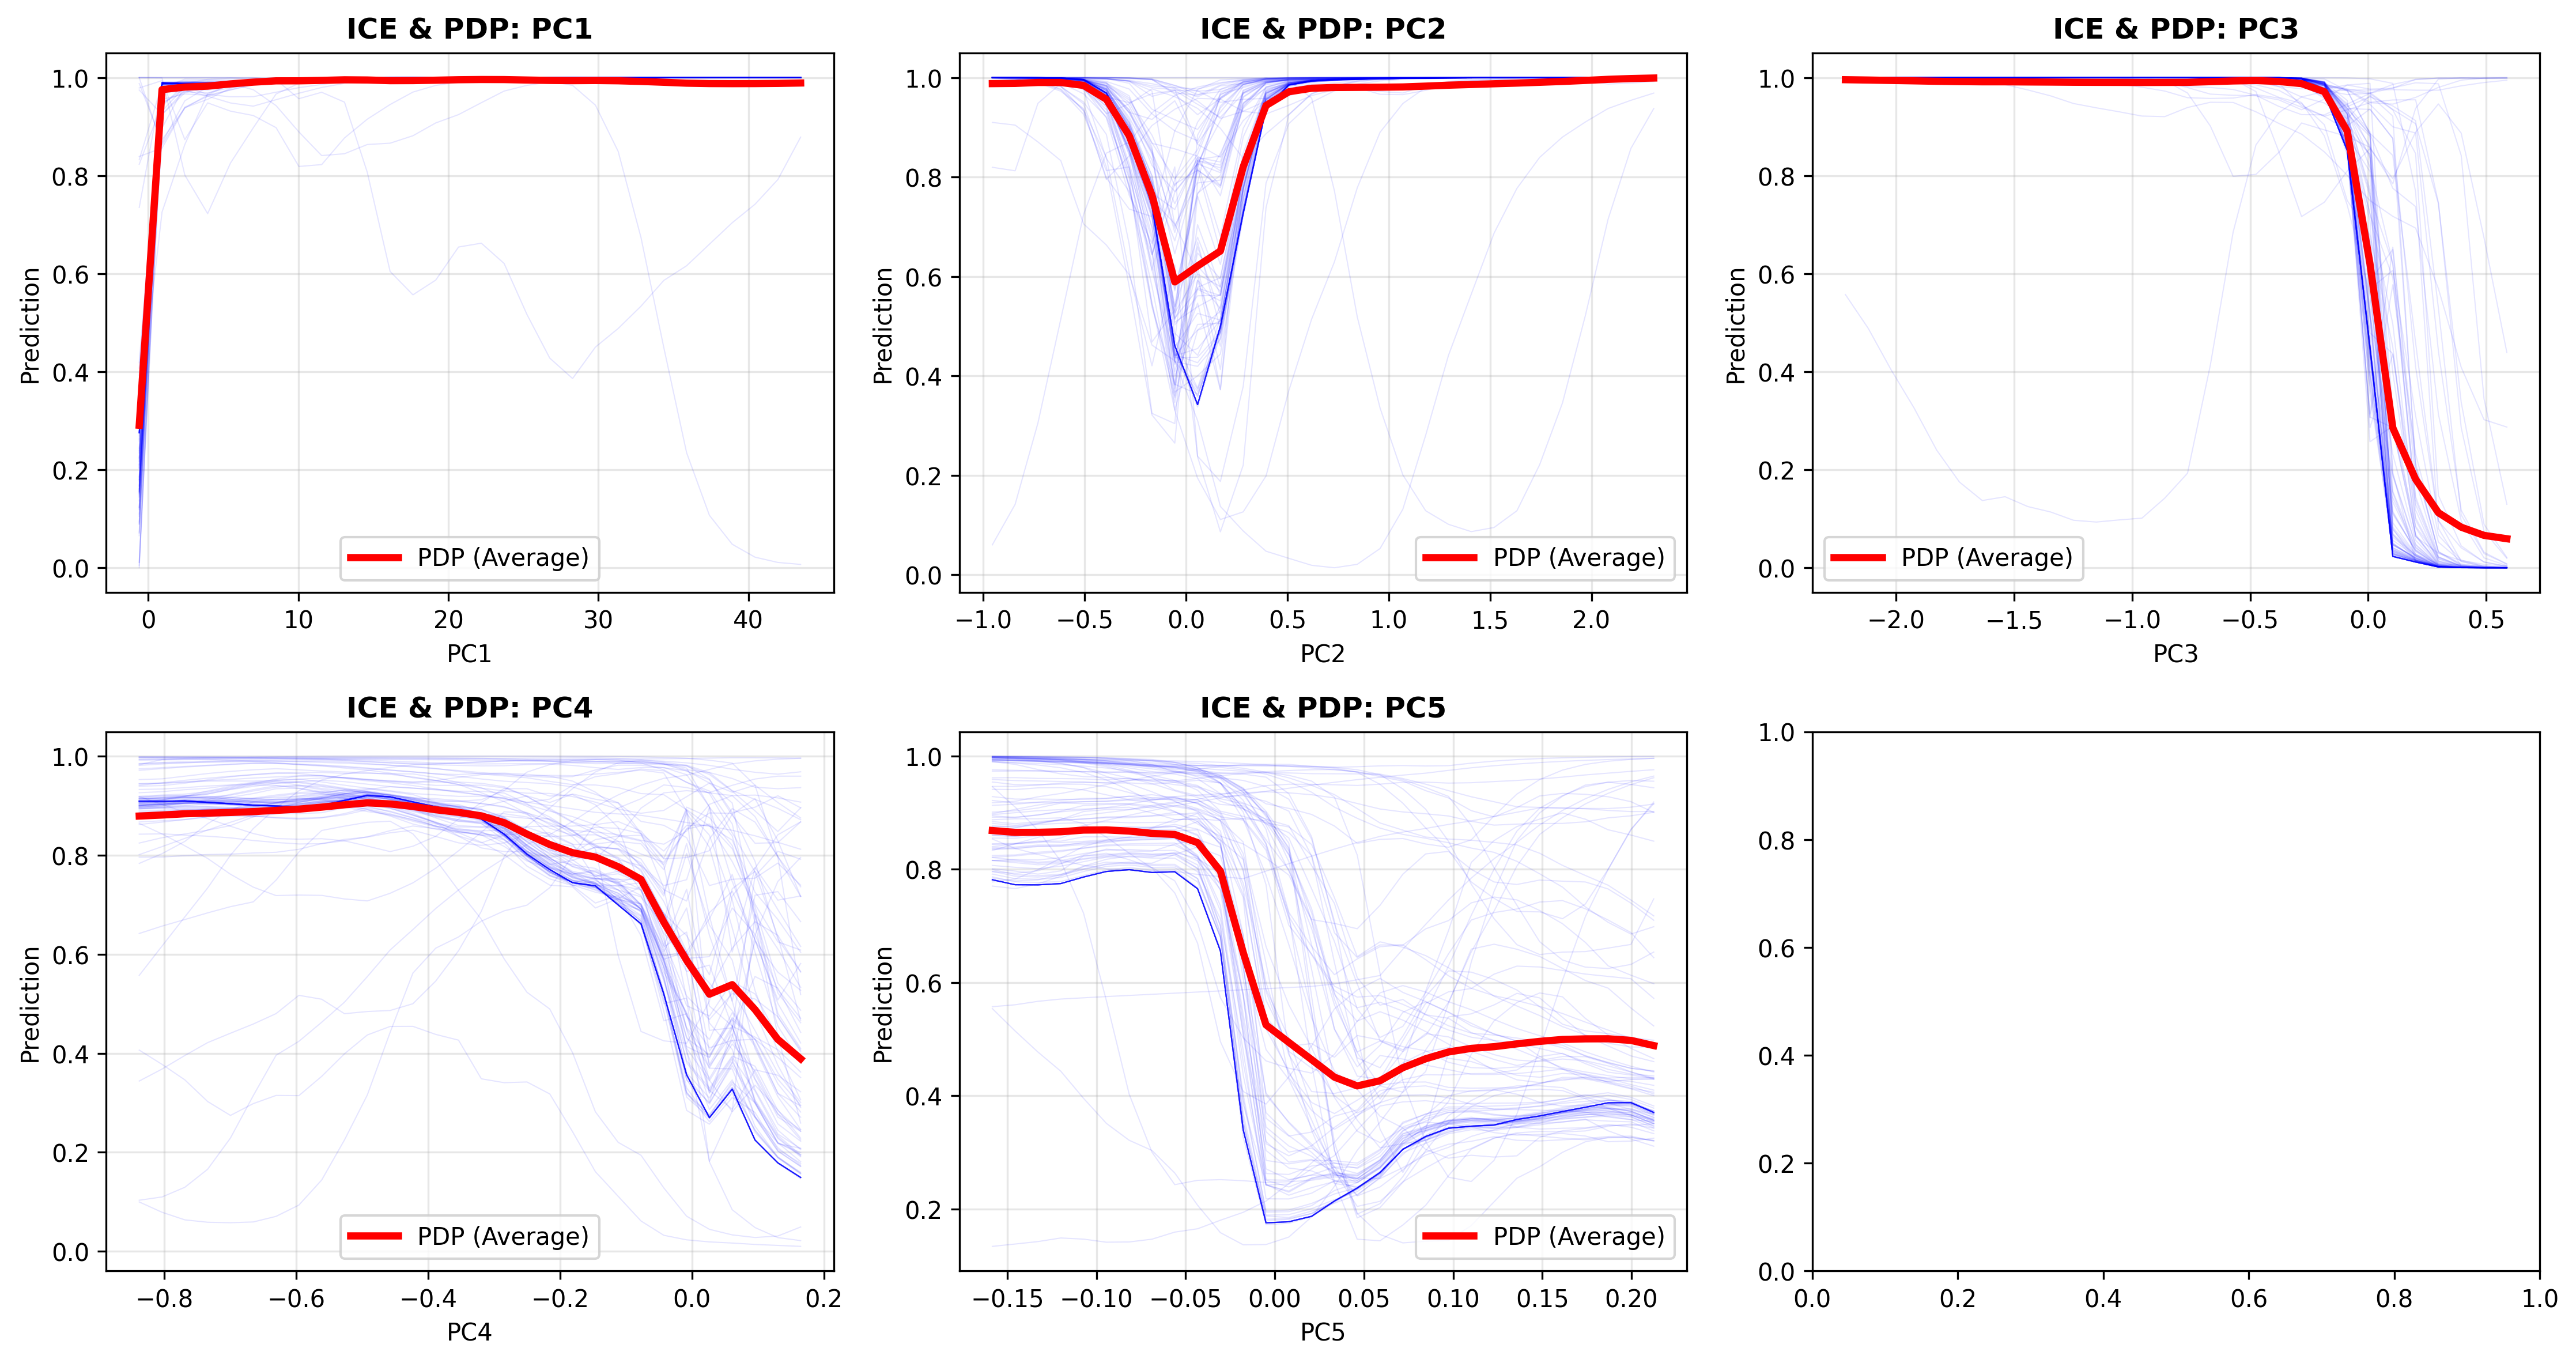 ICE & PDP: PC1
1.0
0.8
0.6
0.4
0.2
0.0
Prediction
PDP (Average)
0 10 20 30 40
PC1
ICE & PDP: PC2
1.0
0.8
0.6
0.4
0.2
0.0
Prediction
PDP (Average)
−1.0 −0.5 0.0 0.5 1.0 1.5 2.0
PC2
ICE & PDP: PC3
1.0
0.8
0.6
0.4
0.2
0.0
Prediction
PDP (Average)
−2.0 −1.5 −1.0 −0.5 0.0 0.5
PC3
ICE & PDP: PC4
1.0
0.8
0.6
0.4
0.2
0.0
Prediction
PDP (Average)
−0.8 −0.6 −0.4 −0.2 0.0 0.2
PC4
ICE & PDP: PC5
1.0
0.8
0.6
0.4
0.2
Prediction
PDP (Average)
−0.15 −0.10 −0.05 0.00 0.05 0.10 0.15 0.20
PC5
1.0
0.8
0.6
0.4
0.2
0.0
0.0 0.2 0.4 0.6 0.8 1.0